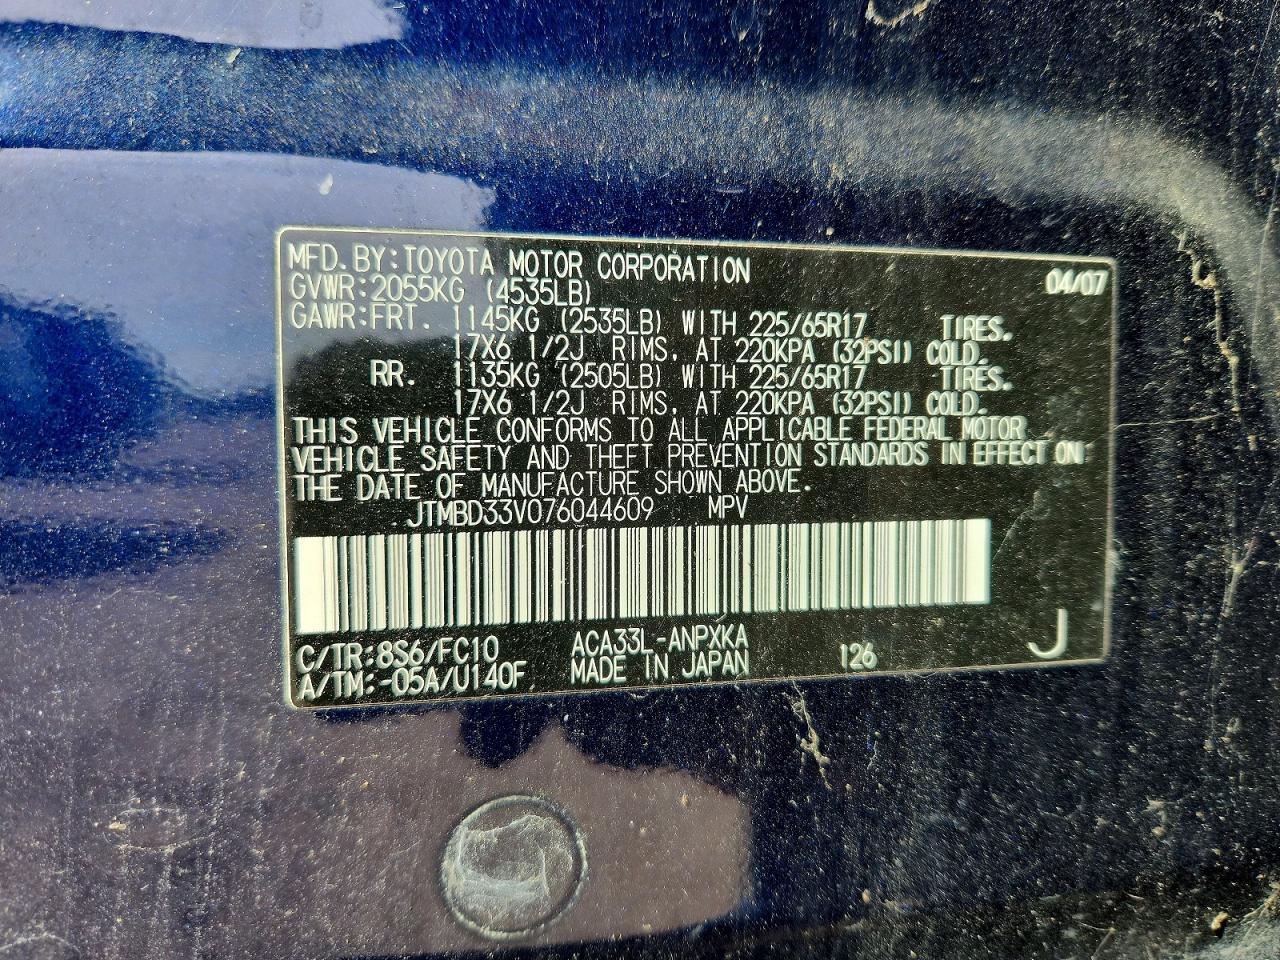 MFD. BY: TOYOTA MOTOR CORPORATION 04/07
GVWR: 2055KG (4535LB)
GAWR: FRT. 1145KG (2535LB) WITH 225/65R17 TIRES.
17X6 1/2J RIMS. AT 220KPA (32PSI) COLD.
RR. 1135KG (2505LB) WITH 225/65R17 TIRES.
17X6 1/2J RIMS. AT 220KPA (32PSI) COLD.
THIS VEHICLE CONFORMS TO ALL APPLICABLE FEDERAL MOTOR
VEHICLE SAFETY AND THEFT PREVENTION STANDARDS IN EFFECT ON
THE DATE OF MANUFACTURE SHOWN ABOVE.
JTMBD33V076044609 MPV
C/TR: 8S6/FC10 ACA33L-ANPXKA
A/TM: -05A/U140F MADE IN JAPAN 126 J